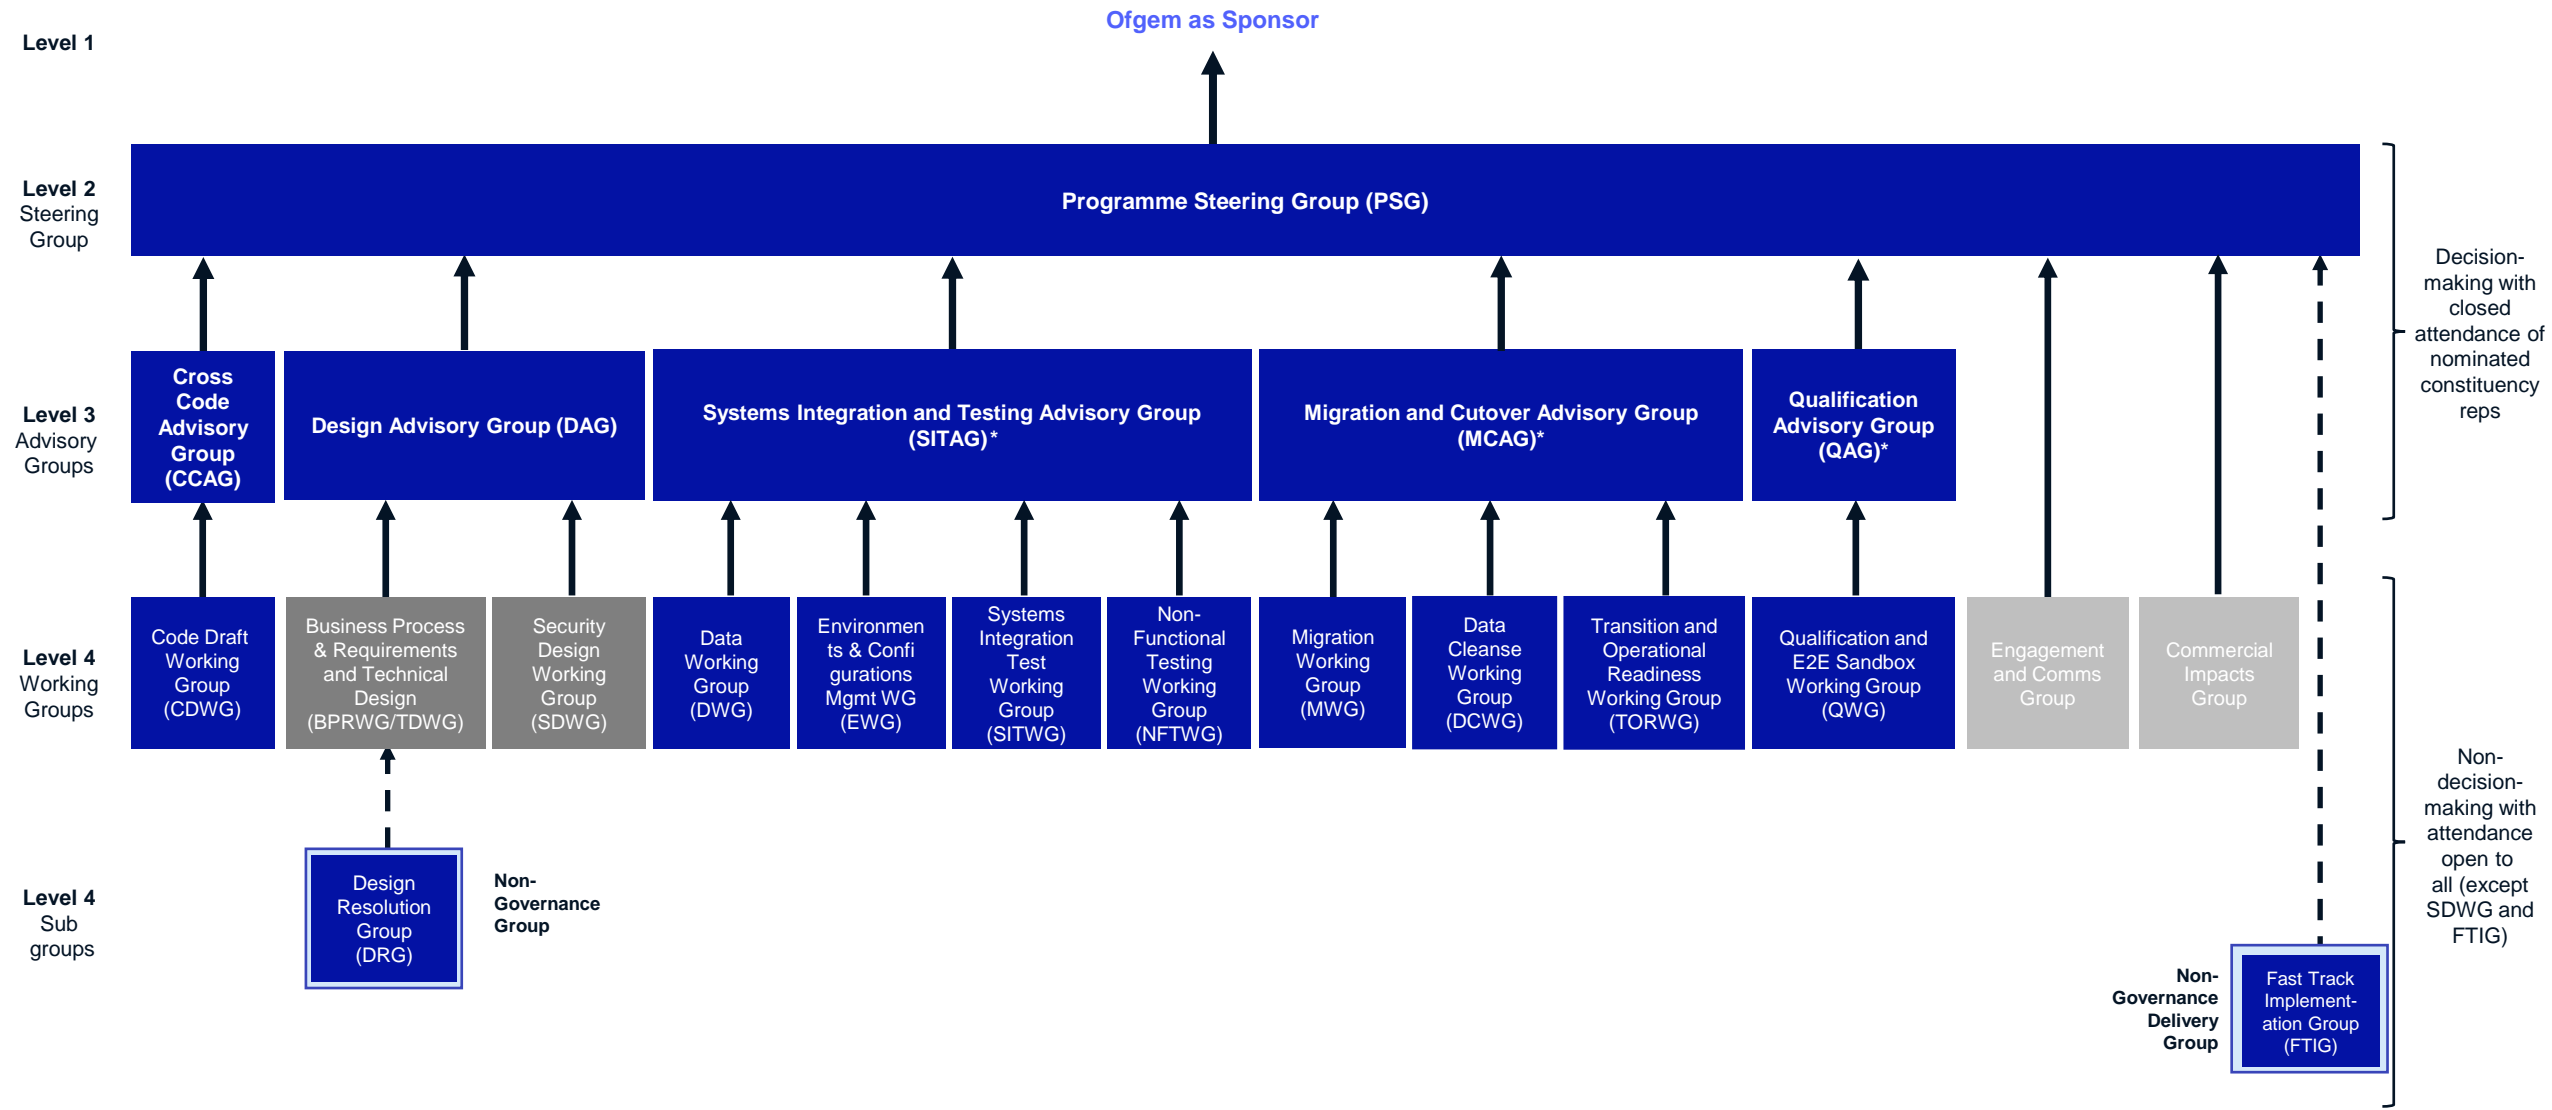 Ofgem as Sponsor
Level 1
Level 2
Steering
Group
Programme Steering Group (PSG)
Decision-
making with
closed
attendance of
nominated
constituency
reps
Level 3
Advisory
Groups
Cross
Code
Advisory
Group
(CCAG)
Design Advisory Group (DAG)
Systems Integration and Testing Advisory Group
(SITAG)*
Migration and Cutover Advisory Group
(MCAG)*
Qualification
Advisory Group
(QAG)*
Level 4
Working
Groups
Code Draft
Working
Group
(CDWG)
Business Process
& Requirements
and Technical
Design
(BPRWG/TDWG)
Security
Design
Working
Group
(SDWG)
Data
Working
Group
(DWG)
Environmen
ts & Confi
gurations
Mgmt WG
(EWG)
Systems
Integration
Test
Working
Group
(SITWG)
Non-
Functional
Testing
Working
Group
(NFTWG)
Migration
Working
Group
(MWG)
Data
Cleanse
Working
Group
(DCWG)
Transition and
Operational
Readiness
Working Group
(TORWG)
Qualification and
E2E Sandbox
Working Group
(QWG)
Engagement
and Comms
Group
Commercial
Impacts
Group
Non-
decision-
making with
attendance
open to
all (except
SDWG and
FTIG)
Level 4
Sub
groups
Design
Resolution
Group
(DRG)
Non-
Governance
Group
Non-
Governance
Delivery
Group
Fast Track
Implement-
ation Group
(FTIG)